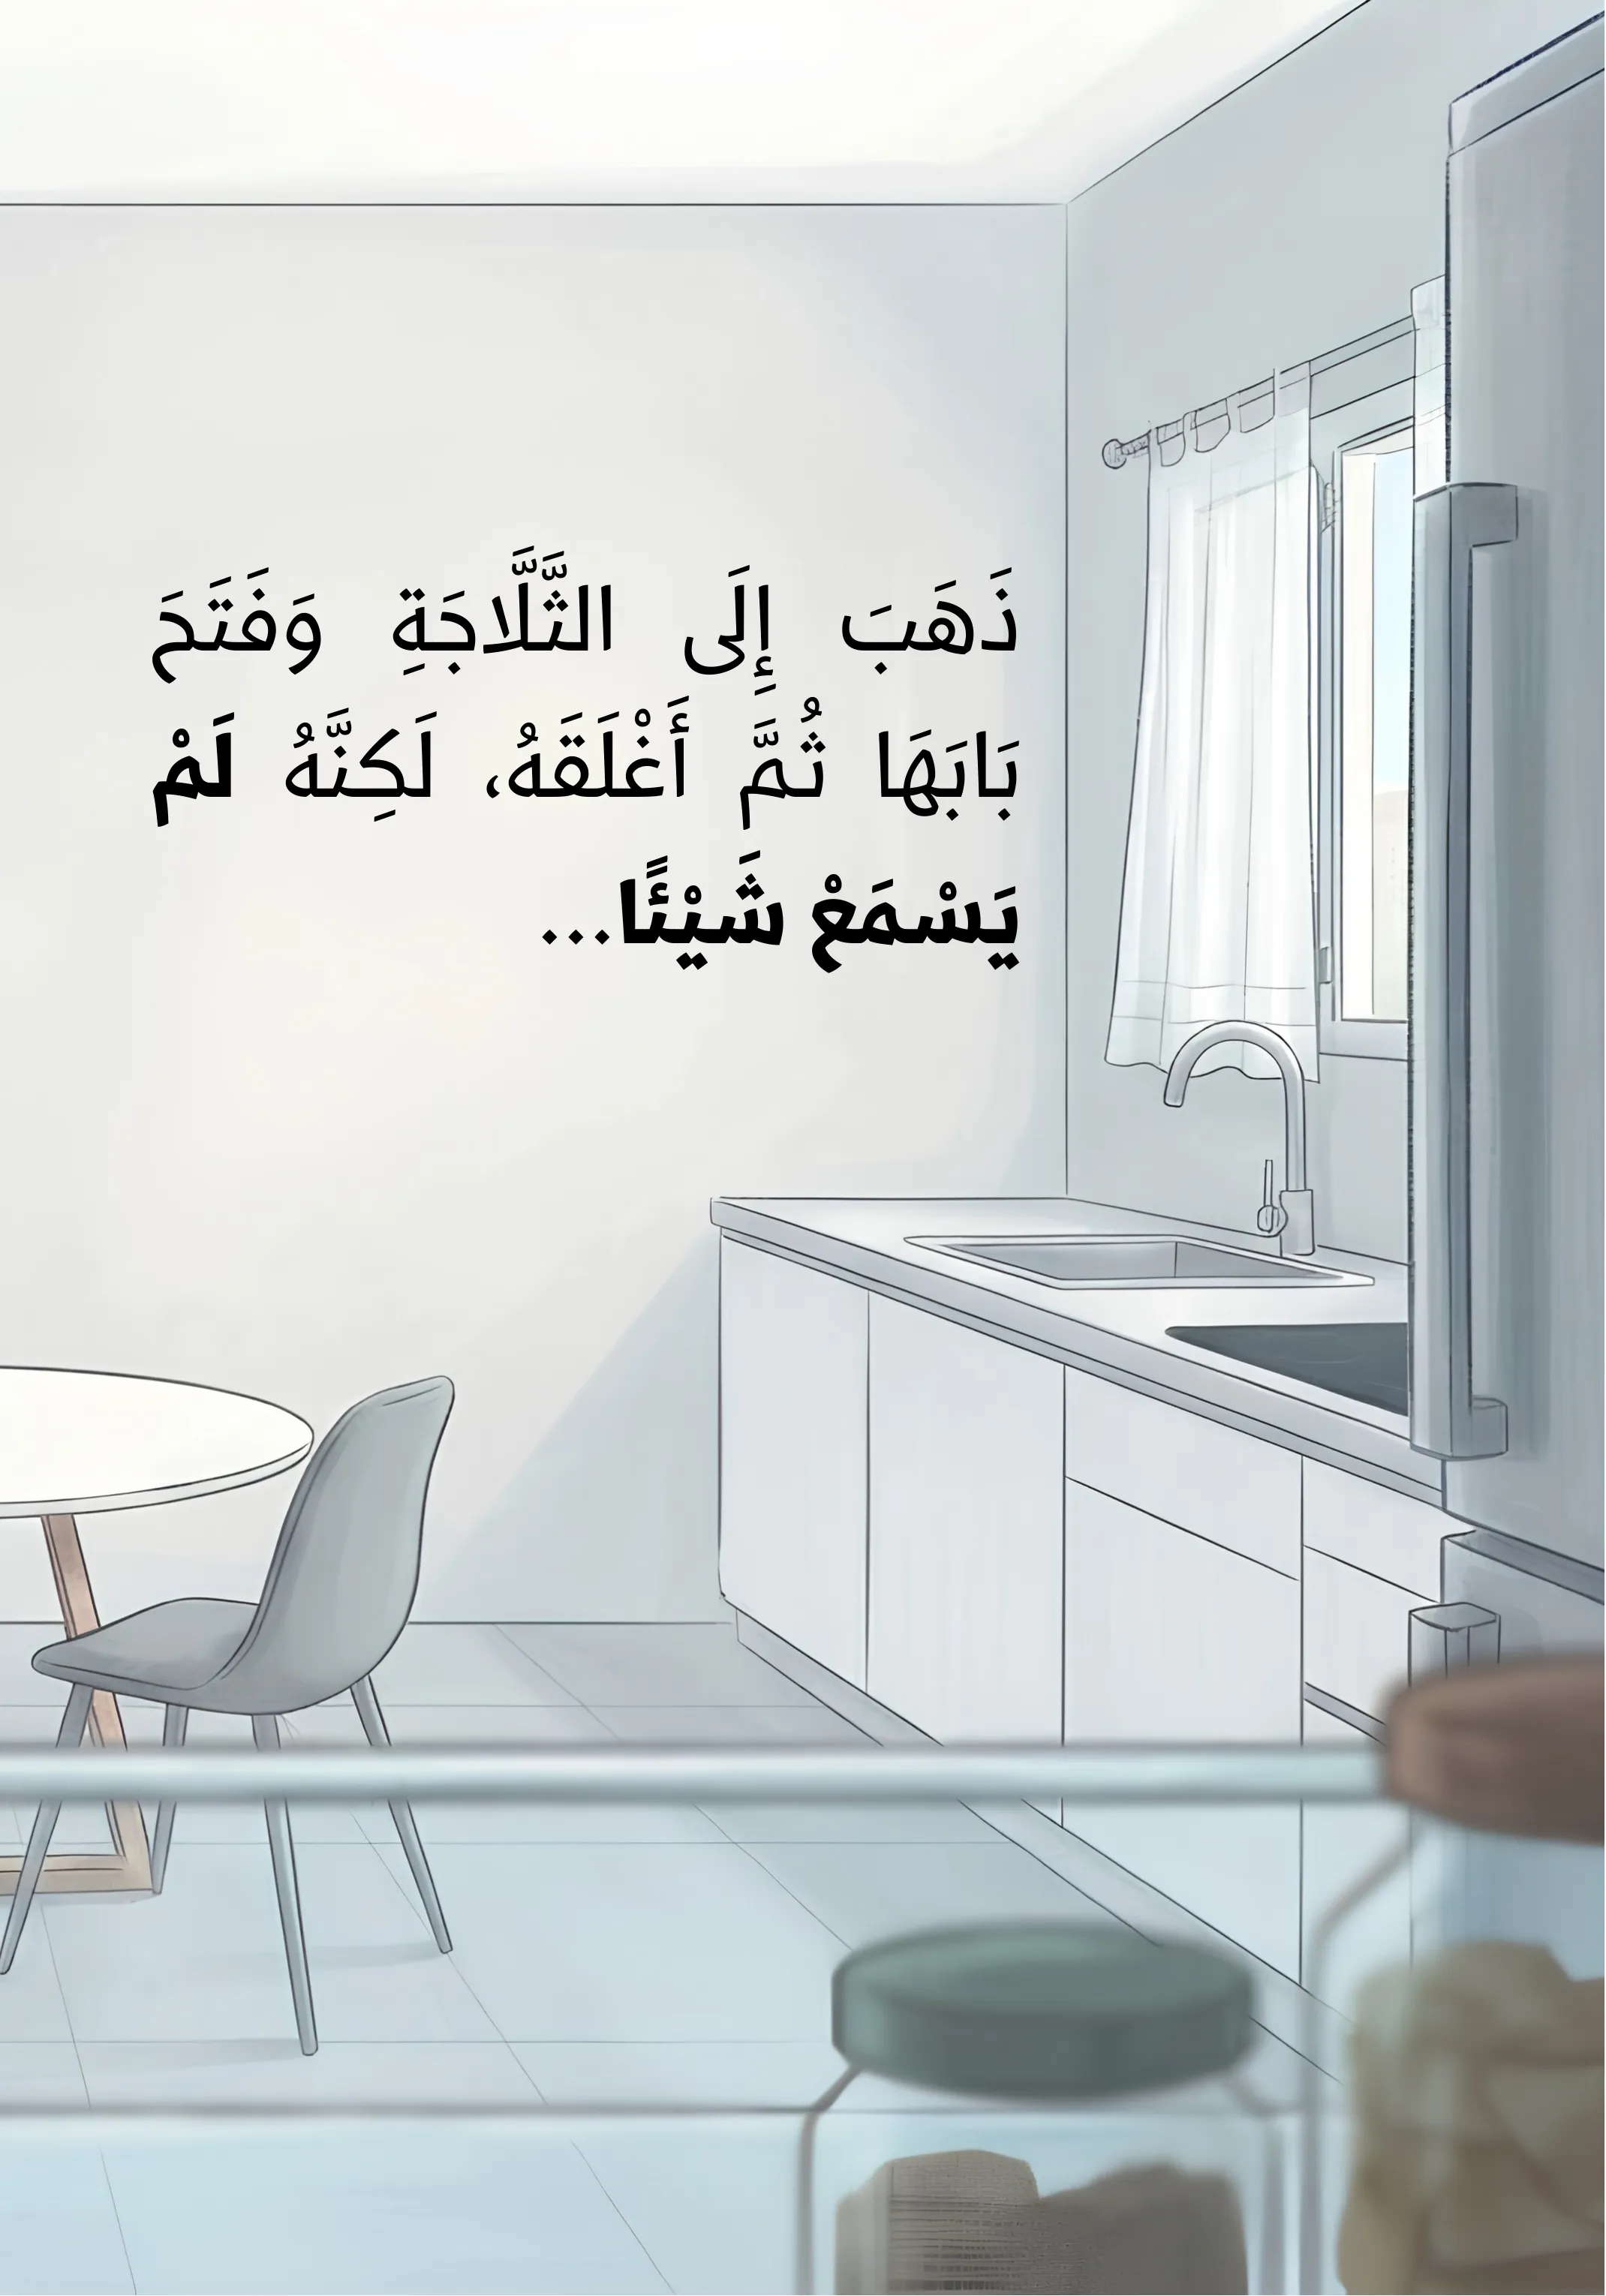 ذَهَبَ إِلَى الثَّلَّاجَةِ وَفَتَحَ
بَابَهَا ثُمَّ أَغْلَقَهُ، لَكِنَّهُ لَمْ
يَسْمَعْ شَيْئًا...